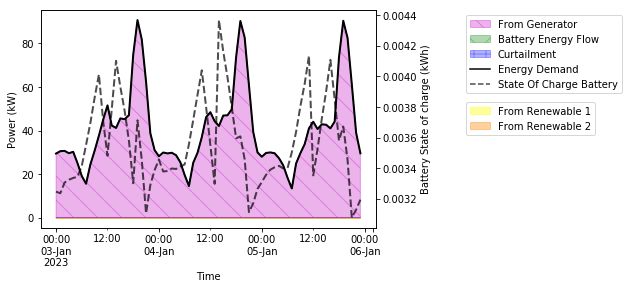 Power (kW)
80
60
40
20
0
00:00
03-Jan
2023
12:00
00:00
04-Jan
12:00
00:00
05-Jan
12:00
00:00
06-Jan
Time
0.0044
0.0042
0.0040
0.0038
0.0036
0.0034
0.0032
Battery State of charge (kWh)
From Generator
Battery Energy Flow
Curtailment
Energy Demand
State Of Charge Battery
From Renewable 1
From Renewable 2